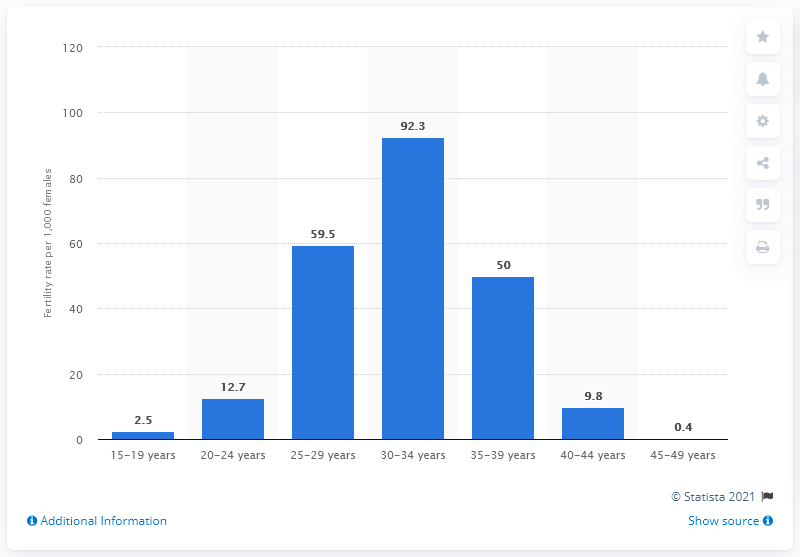 120
100
80
60
40
20
0
Fertility rate per 1,000 females
2.5
12.7
59.5
92.3
50
9.8
0.4
15-19 years
20-24 years
25-29 years
30-34 years
35-39 years
40-44 years
45-49 years
© Statista 2021
Additional Information
Show source